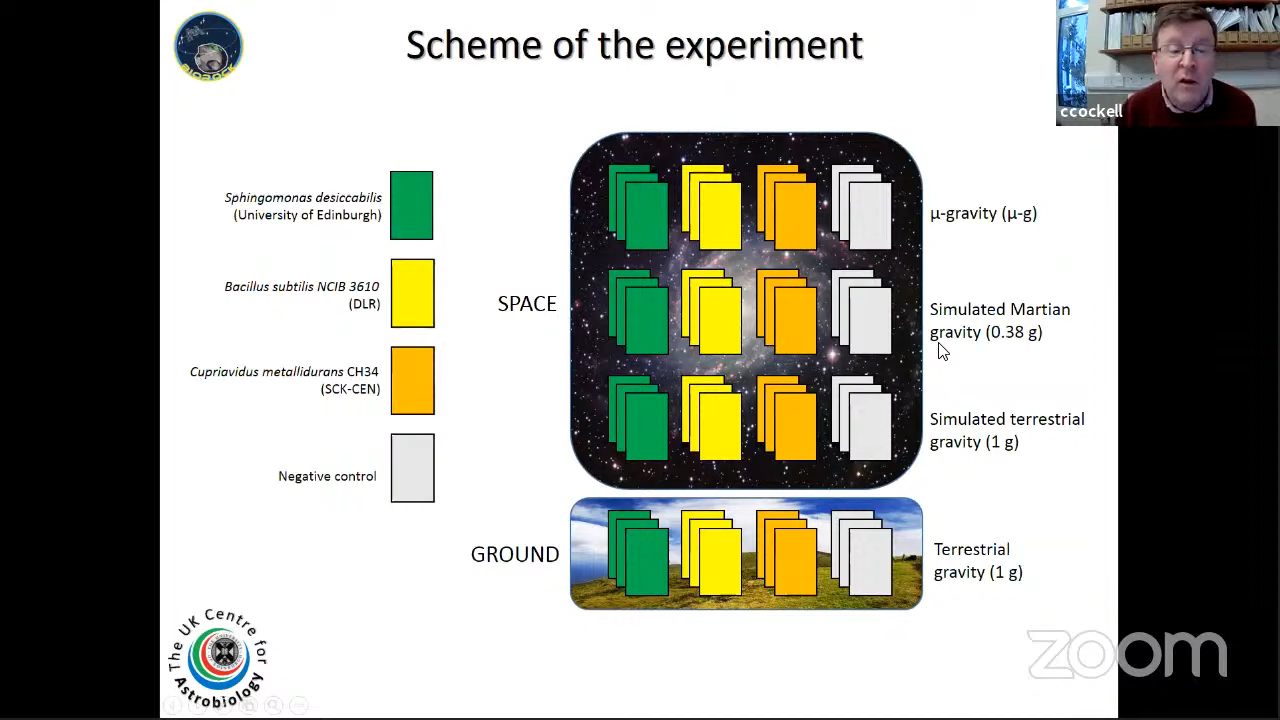 Scheme of the experiment
BIOROCK
ccockell
Sphingomonas desiccabilis
(University of Edinburgh)
Bacillus subtilis NCIB 3610
(DLR)
Cupriavidus metallidurans CH34
(SCK-CEN)
Negative control
SPACE
GROUND
µ-gravity (µ-g)
Simulated Martian
gravity (0.38 g)
Simulated terrestrial
gravity (1 g)
Terrestrial
gravity (1 g)
The UK Centre for
Astrobiology
zoom